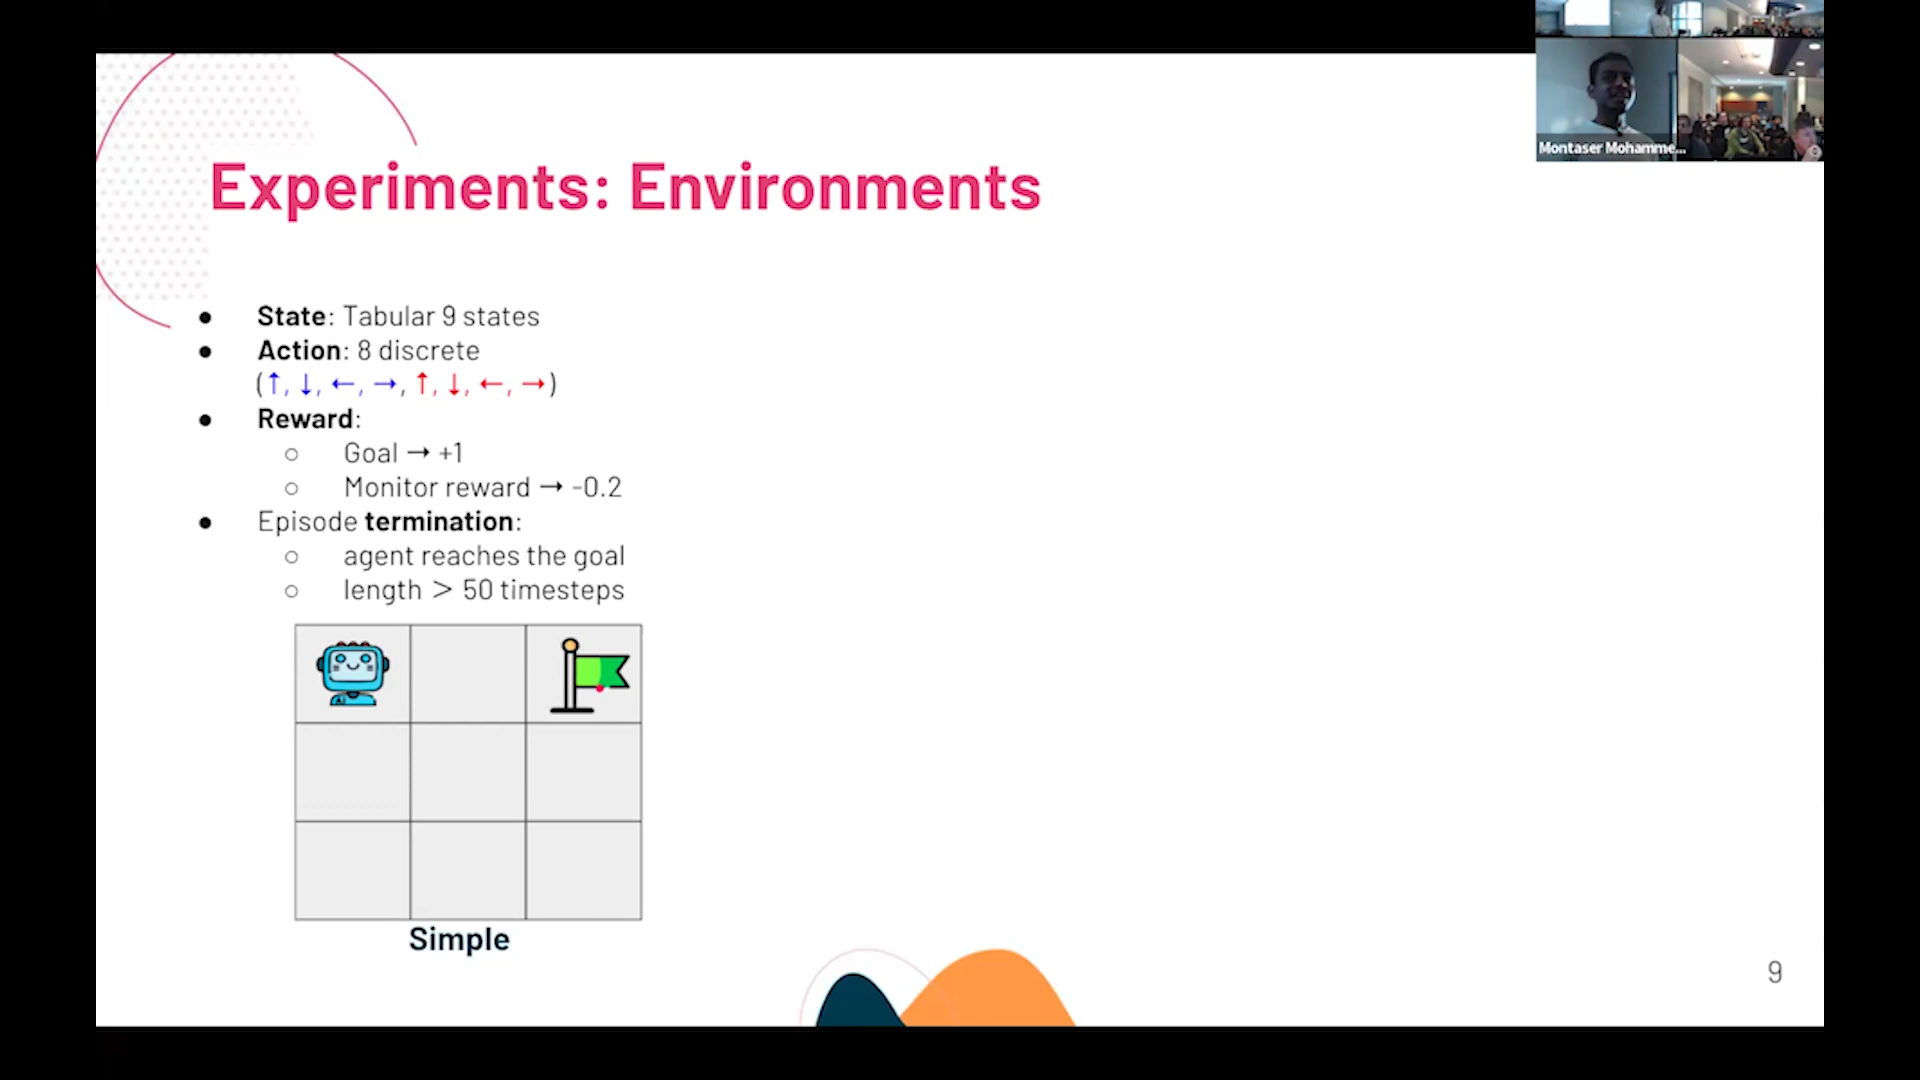 Montaser Mohamme...
Experiments: Environments
● State: Tabular 9 states
● Action: 8 discrete
(↑, ↓, ←, →, ↑, ↓, ←, →)
● Reward:
○ Goal → +1
○ Monitor reward → -0.2
● Episode termination:
○ agent reaches the goal
○ length > 50 timesteps
AI
Simple
9